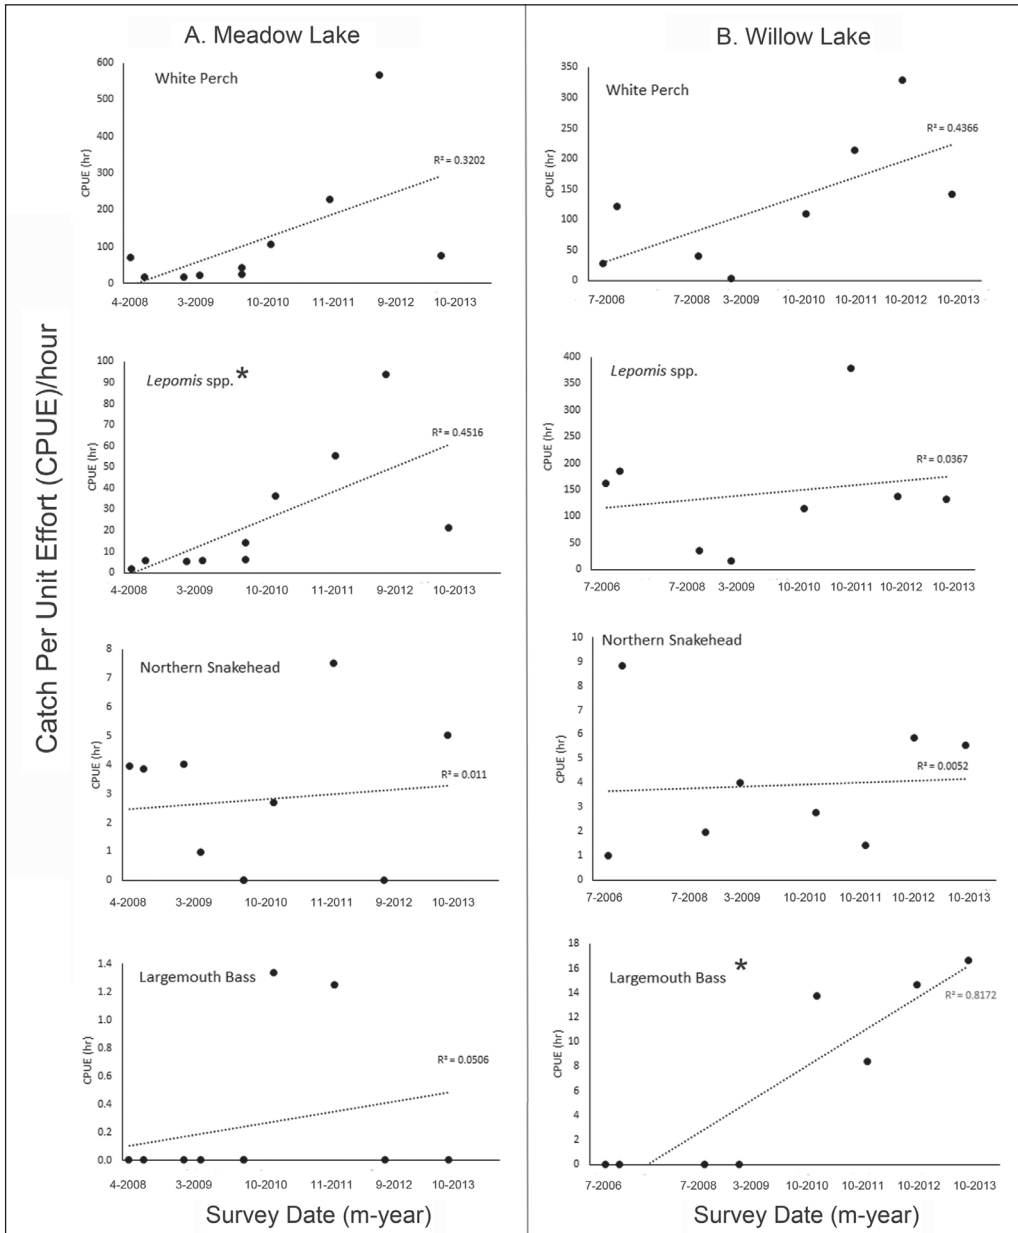 Catch Per Unit Effort (CPUE)/hour
A. Meadow Lake
White Perch
CPUE (hr)
600
500
400
300
200
100
0
R² = 0.3202
4-2008 3-2009 10-2010 11-2011 9-2012 10-2013
Lepomis spp. *
CPUE (hr)
100
90
80
70
60
50
40
30
20
10
0
R² = 0.4516
4-2008 3-2009 10-2010 11-2011 9-2012 10-2013
Northern Snakehead
CPUE (hr)
8
7
6
5
4
3
2
1
0
R² = 0.011
4-2008 3-2009 10-2010 11-2011 9-2012 10-2013
Largemouth Bass
CPUE (hr)
1.4
1.2
1.0
0.8
0.6
0.4
0.2
0.0
R² = 0.0506
4-2008 3-2009 10-2010 11-2011 9-2012 10-2013
Survey Date (m-year)
B. Willow Lake
White Perch
CPUE (hr)
350
300
250
200
150
100
50
0
R² = 0.4366
7-2006 7-2008 3-2009 10-2010 10-2011 10-2012 10-2013
Lepomis spp.
CPUE (hr)
400
350
300
250
200
150
100
50
0
R² = 0.0367
7-2006 7-2008 3-2009 10-2010 10-2011 10-2012 10-2013
Northern Snakehead
CPUE (hr)
10
9
8
7
6
5
4
3
2
1
0
R² = 0.0052
7-2006 7-2008 3-2009 10-2010 10-2011 10-2012 10-2013
Largemouth Bass *
CPUE (hr)
18
16
14
12
10
8
6
4
2
0
R² = 0.8172
7-2006 7-2008 3-2009 10-2010 10-2011 10-2012 10-2013
Survey Date (m-year)